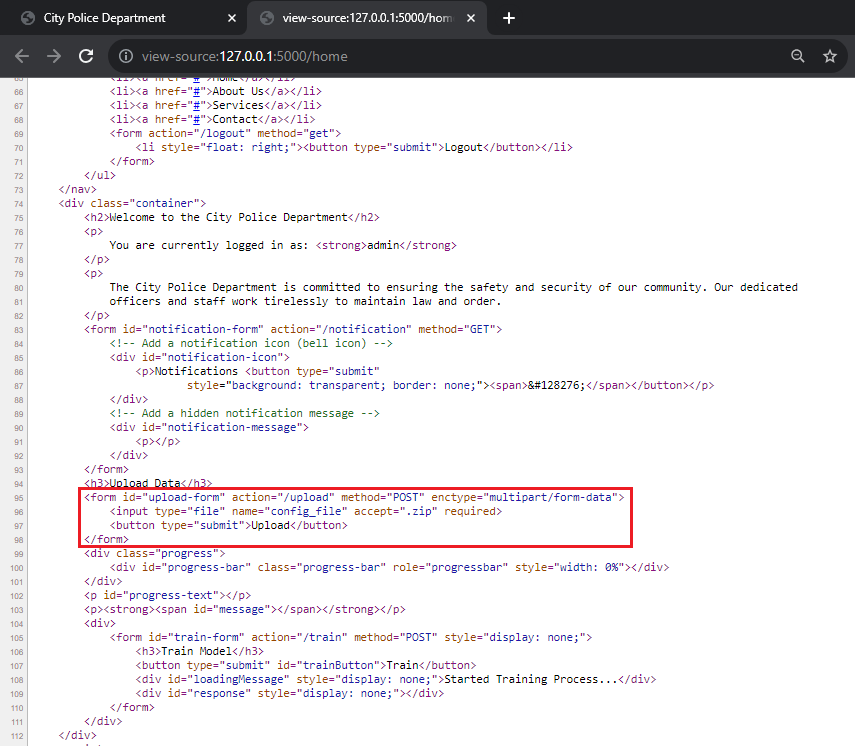 City Police Department
view-source:127.0.0.1:5000/hom
view-source:127.0.0.1:5000/home
65 <li><a href="#">Home</a></li>
66 <li><a href="#">About Us</a></li>
67 <li><a href="#">Services</a></li>
68 <li><a href="#">Contact</a></li>
69 <form action="/logout" method="get">
70 <li style="float: right;"><button type="submit">Logout</button></li>
71 </form>
72 </ul>
73 </nav>
74 <div class="container">
75 <h2>Welcome to the City Police Department</h2>
76 <p>
77 You are currently logged in as: <strong>admin</strong>
78 </p>
79 <p>
80 The City Police Department is committed to ensuring the safety and security of our community. Our dedicated
81 officers and staff work tirelessly to maintain law and order.
82 </p>
83 <form id="notification-form" action="/notification" method="GET">
84 <!-- Add a notification icon (bell icon) -->
85 <div id="notification-icon">
86 <p>Notifications <button type="submit"
87 style="background: transparent; border: none;"><span>&#128276;</span></button></p>
88 </div>
89 <!-- Add a hidden notification message -->
90 <div id="notification-message">
91 <p></p>
92 </div>
93 </form>
94 <h3>Upload Data</h3>
95 <form id="upload-form" action="/upload" method="POST" enctype="multipart/form-data">
96 <input type="file" name="config_file" accept=".zip" required>
97 <button type="submit">Upload</button>
98 </form>
99 <div class="progress">
100 <div id="progress-bar" class="progress-bar" role="progressbar" style="width: 0%"></div>
101 </div>
102 <p id="progress-text"></p>
103 <p><strong><span id="message"></span></strong></p>
104 <div>
105 <form id="train-form" action="/train" method="POST" style="display: none;">
106 <h3>Train Model</h3>
107 <button type="submit" id="trainButton">Train</button>
108 <div id="loadingMessage" style="display: none;">Started Training Process...</div>
109 <div id="response" style="display: none;"></div>
110 </form>
111 </div>
112 </div>